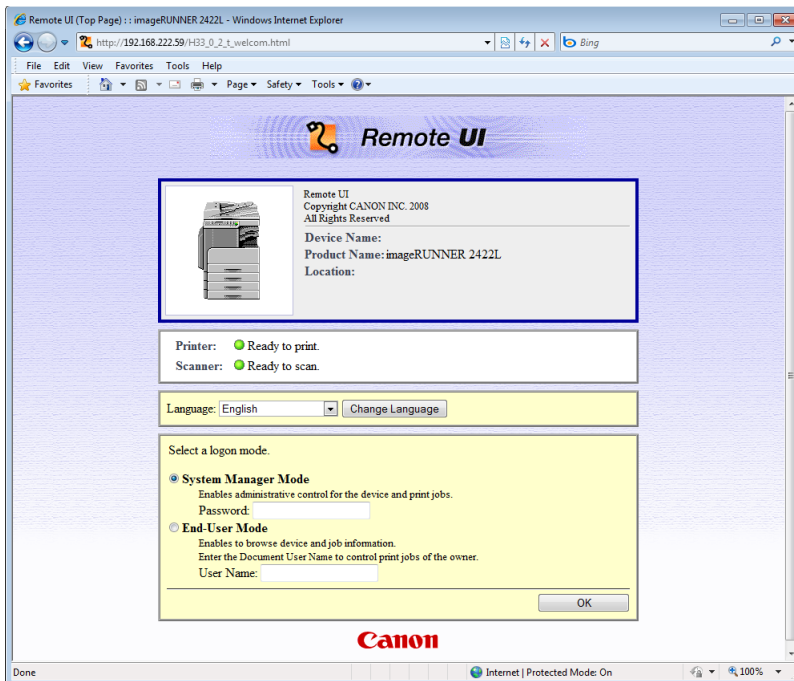 Remote UI (Top Page) : : imageRUNNER 2422L - Windows Internet Explorer
http://192.168.222.59/H33_0_2_t_welcom.html
Bing
File Edit View Favorites Tools Help
Favorites Page Safety Tools
Remote UI
Remote UI
Copyright CANON INC. 2008
All Rights Reserved
Device Name:
Product Name: imageRUNNER 2422L
Location:
Printer: Ready to print.
Scanner: Ready to scan.
Language: English Change Language
Select a logon mode.
System Manager Mode
Enables administrative control for the device and print jobs.
Password:
End-User Mode
Enables to browse device and job information.
Enter the Document User Name to control print jobs of the owner.
User Name:
OK
Canon
Done Internet | Protected Mode: On 100%